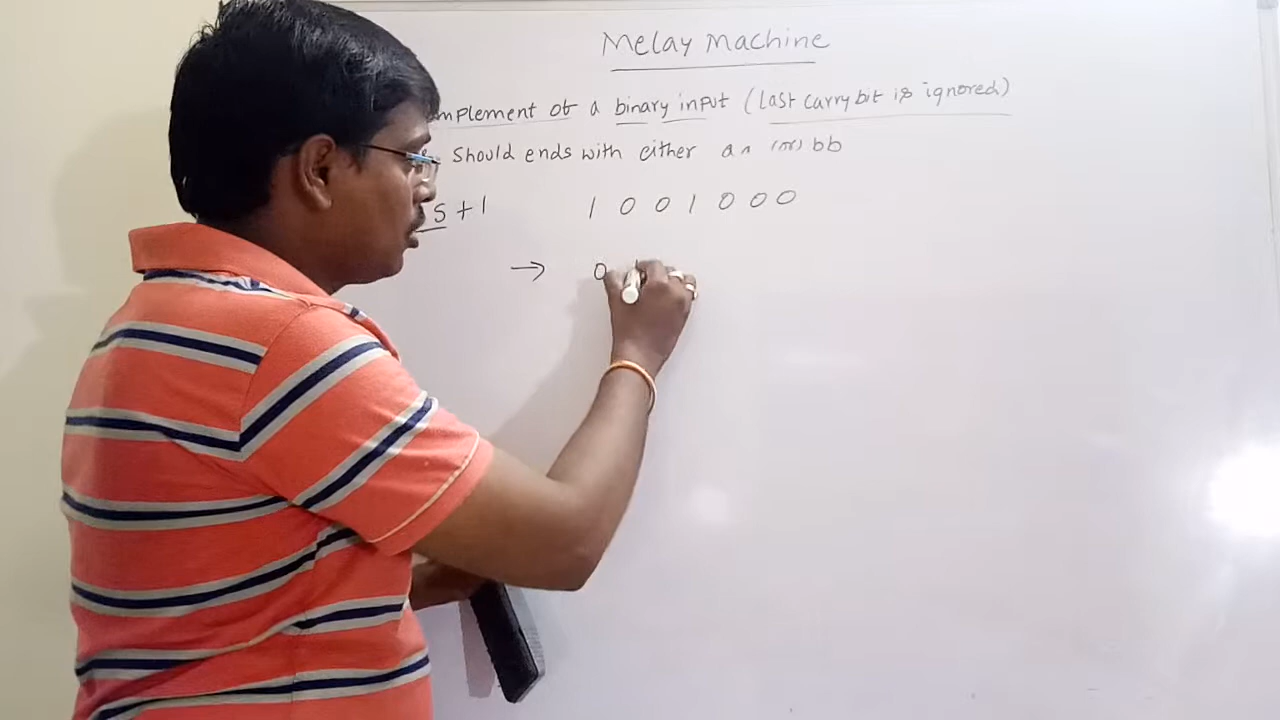 Melay Machine
mplement of a binary input (last carry bit is ignored)
Should ends with either aa (or) bb
s + 1 1 0 0 1 0 0 0
→ 0